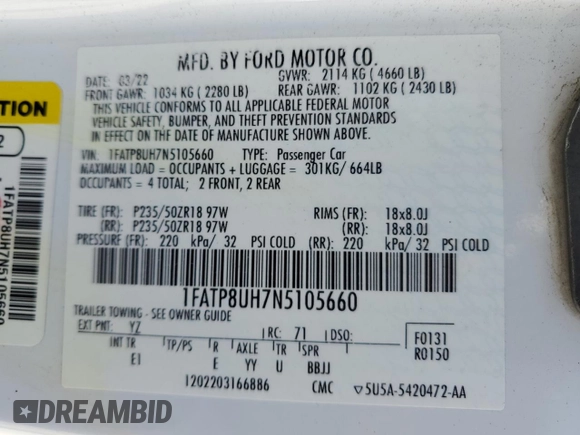 MFD. BY FORD MOTOR CO.
DATE: 03/22 GVWR: 2114 KG ( 4660 LB)
FRONT GAWR: 1034 KG ( 2280 LB) REAR GAWR: 1102 KG ( 2430 LB)
THIS VEHICLE CONFORMS TO ALL APPLICABLE FEDERAL MOTOR
VEHICLE SAFETY, BUMPER, AND THEFT PREVENTION STANDARDS
IN EFFECT ON THE DATE OF MANUFACTURE SHOWN ABOVE.
VIN: 1FATP8UH7N5105660 TYPE: Passenger Car
MAXIMUM LOAD = OCCUPANTS + LUGGAGE = 301KG/ 664LB
OCCUPANTS = 4 TOTAL; 2 FRONT, 2 REAR
TIRE (FR): P235/50ZR18 97W RIMS (FR): 18x8.0J
(RR): P235/50ZR18 97W (RR): 18x8.0J
PRESSURE (FR): 220 kPa/ 32 PSI COLD (RR): 220 kPa/ 32 PSI COLD
1FATP8UH7N5105660
TRAILER TOWING - SEE OWNER GUIDE
EXT PNT: YZ RC: 71 DSO: F0131
INT TR TP/PS R AXLE TR SPR R0150
EI E YY U BBJJ
1202203166886 CMC ▽5U5A-5420472-AA
TION
2
1FATP8UH7N5105660
DREAMBID